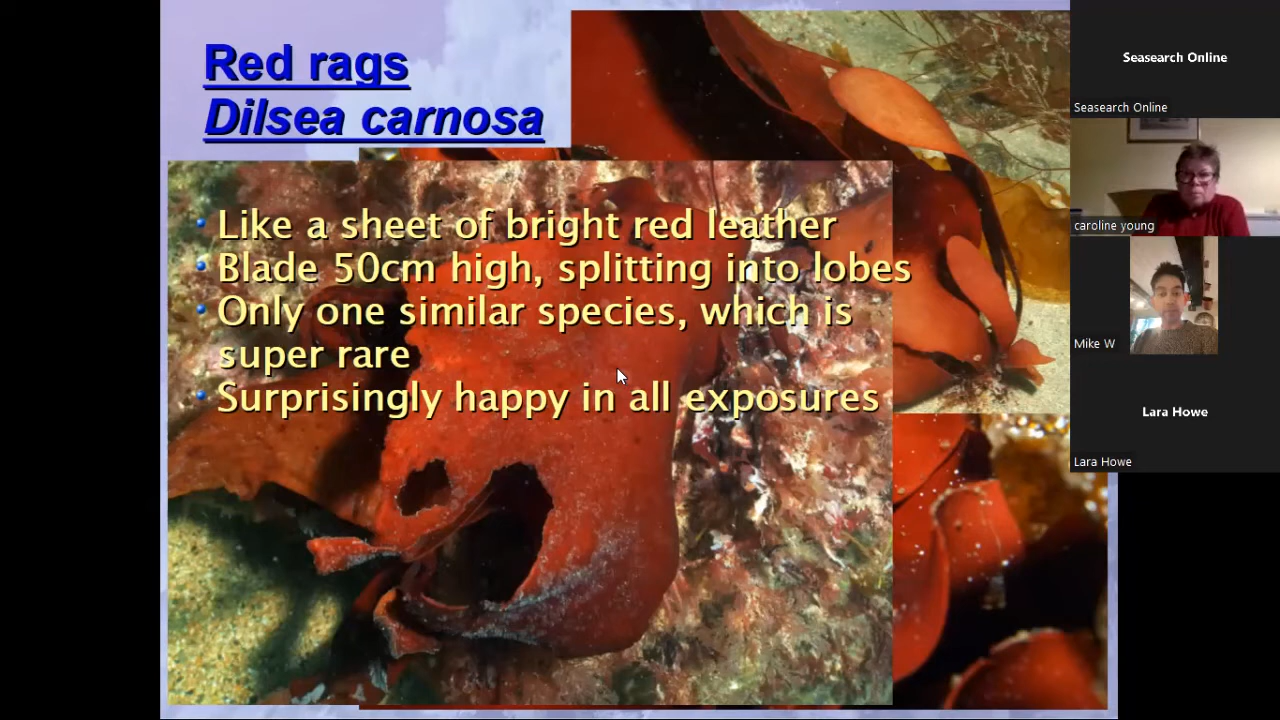 Red rags
Dilsea carnosa
Like a sheet of bright red leather
Blade 50cm high, splitting into lobes
Only one similar species, which is
super rare
Surprisingly happy in all exposures
Seasearch Online
Seasearch Online
caroline young
Mike W
Lara Howe
Lara Howe